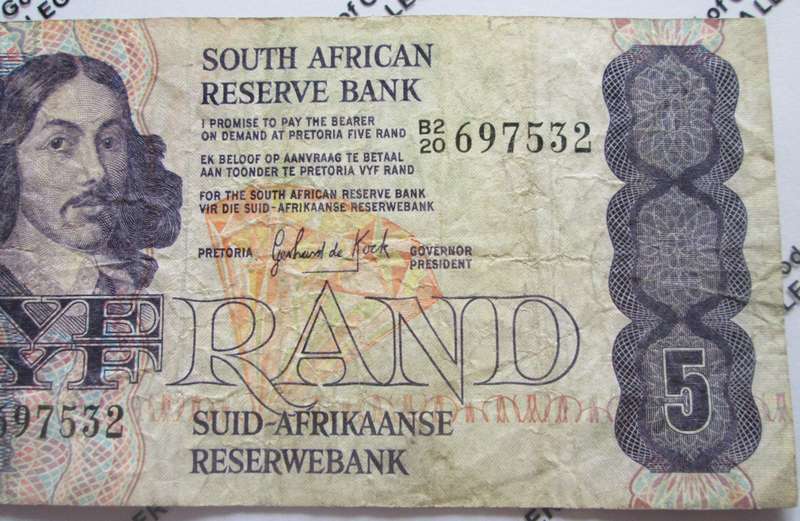 SOUTH AFRICAN
RESERVE BANK
I PROMISE TO PAY THE BEARER
ON DEMAND AT PRETORIA FIVE RAND
B2
20 697532
EK BELOOF OP AANVRAAG TE BETAAL
AAN TOONDER TE PRETORIA VYF RAND
FOR THE SOUTH AFRICAN RESERVE BANK
VIR DIE SUID-AFRIKAANSE RESERWEBANK
PRETORIA Gerhard de Kock GOVERNOR
PRESIDENT
RAND
5
697532
SUID-AFRIKAANSE
RESERWEBANK